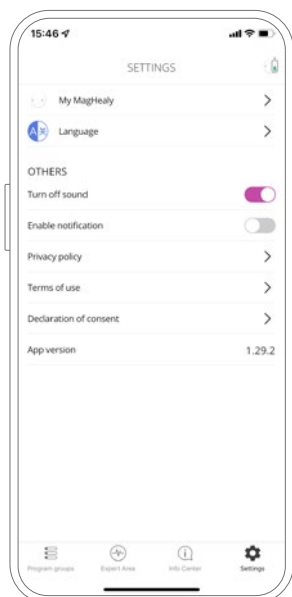 15:46
SETTINGS
My MagHealy
Language
OTHERS
Turn off sound
Enable notification
Privacy policy
Terms of use
Declaration of consent
App version 1.29.2
Program groups Expert Area Info Center Settings